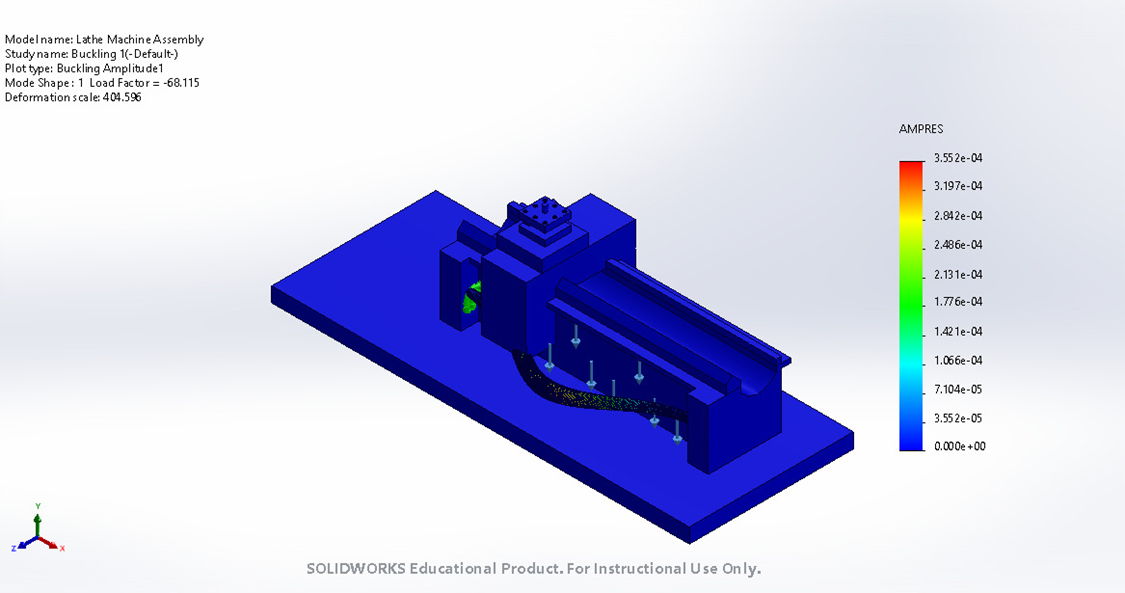 Model name: Lathe Machine Assembly
Study name: Buckling 1(-Default-)
Plot type: Buckling Amplitude1
Mode Shape : 1 Load Factor = -68.115
Deformation scale: 404.596
AMPRES
3.552e-04
3.197e-04
2.842e-04
2.486e-04
2.131e-04
1.776e-04
1.421e-04
1.066e-04
7.104e-05
3.552e-05
0.000e+00
Y
Z X
SOLIDWORKS Educational Product. For Instructional Use Only.